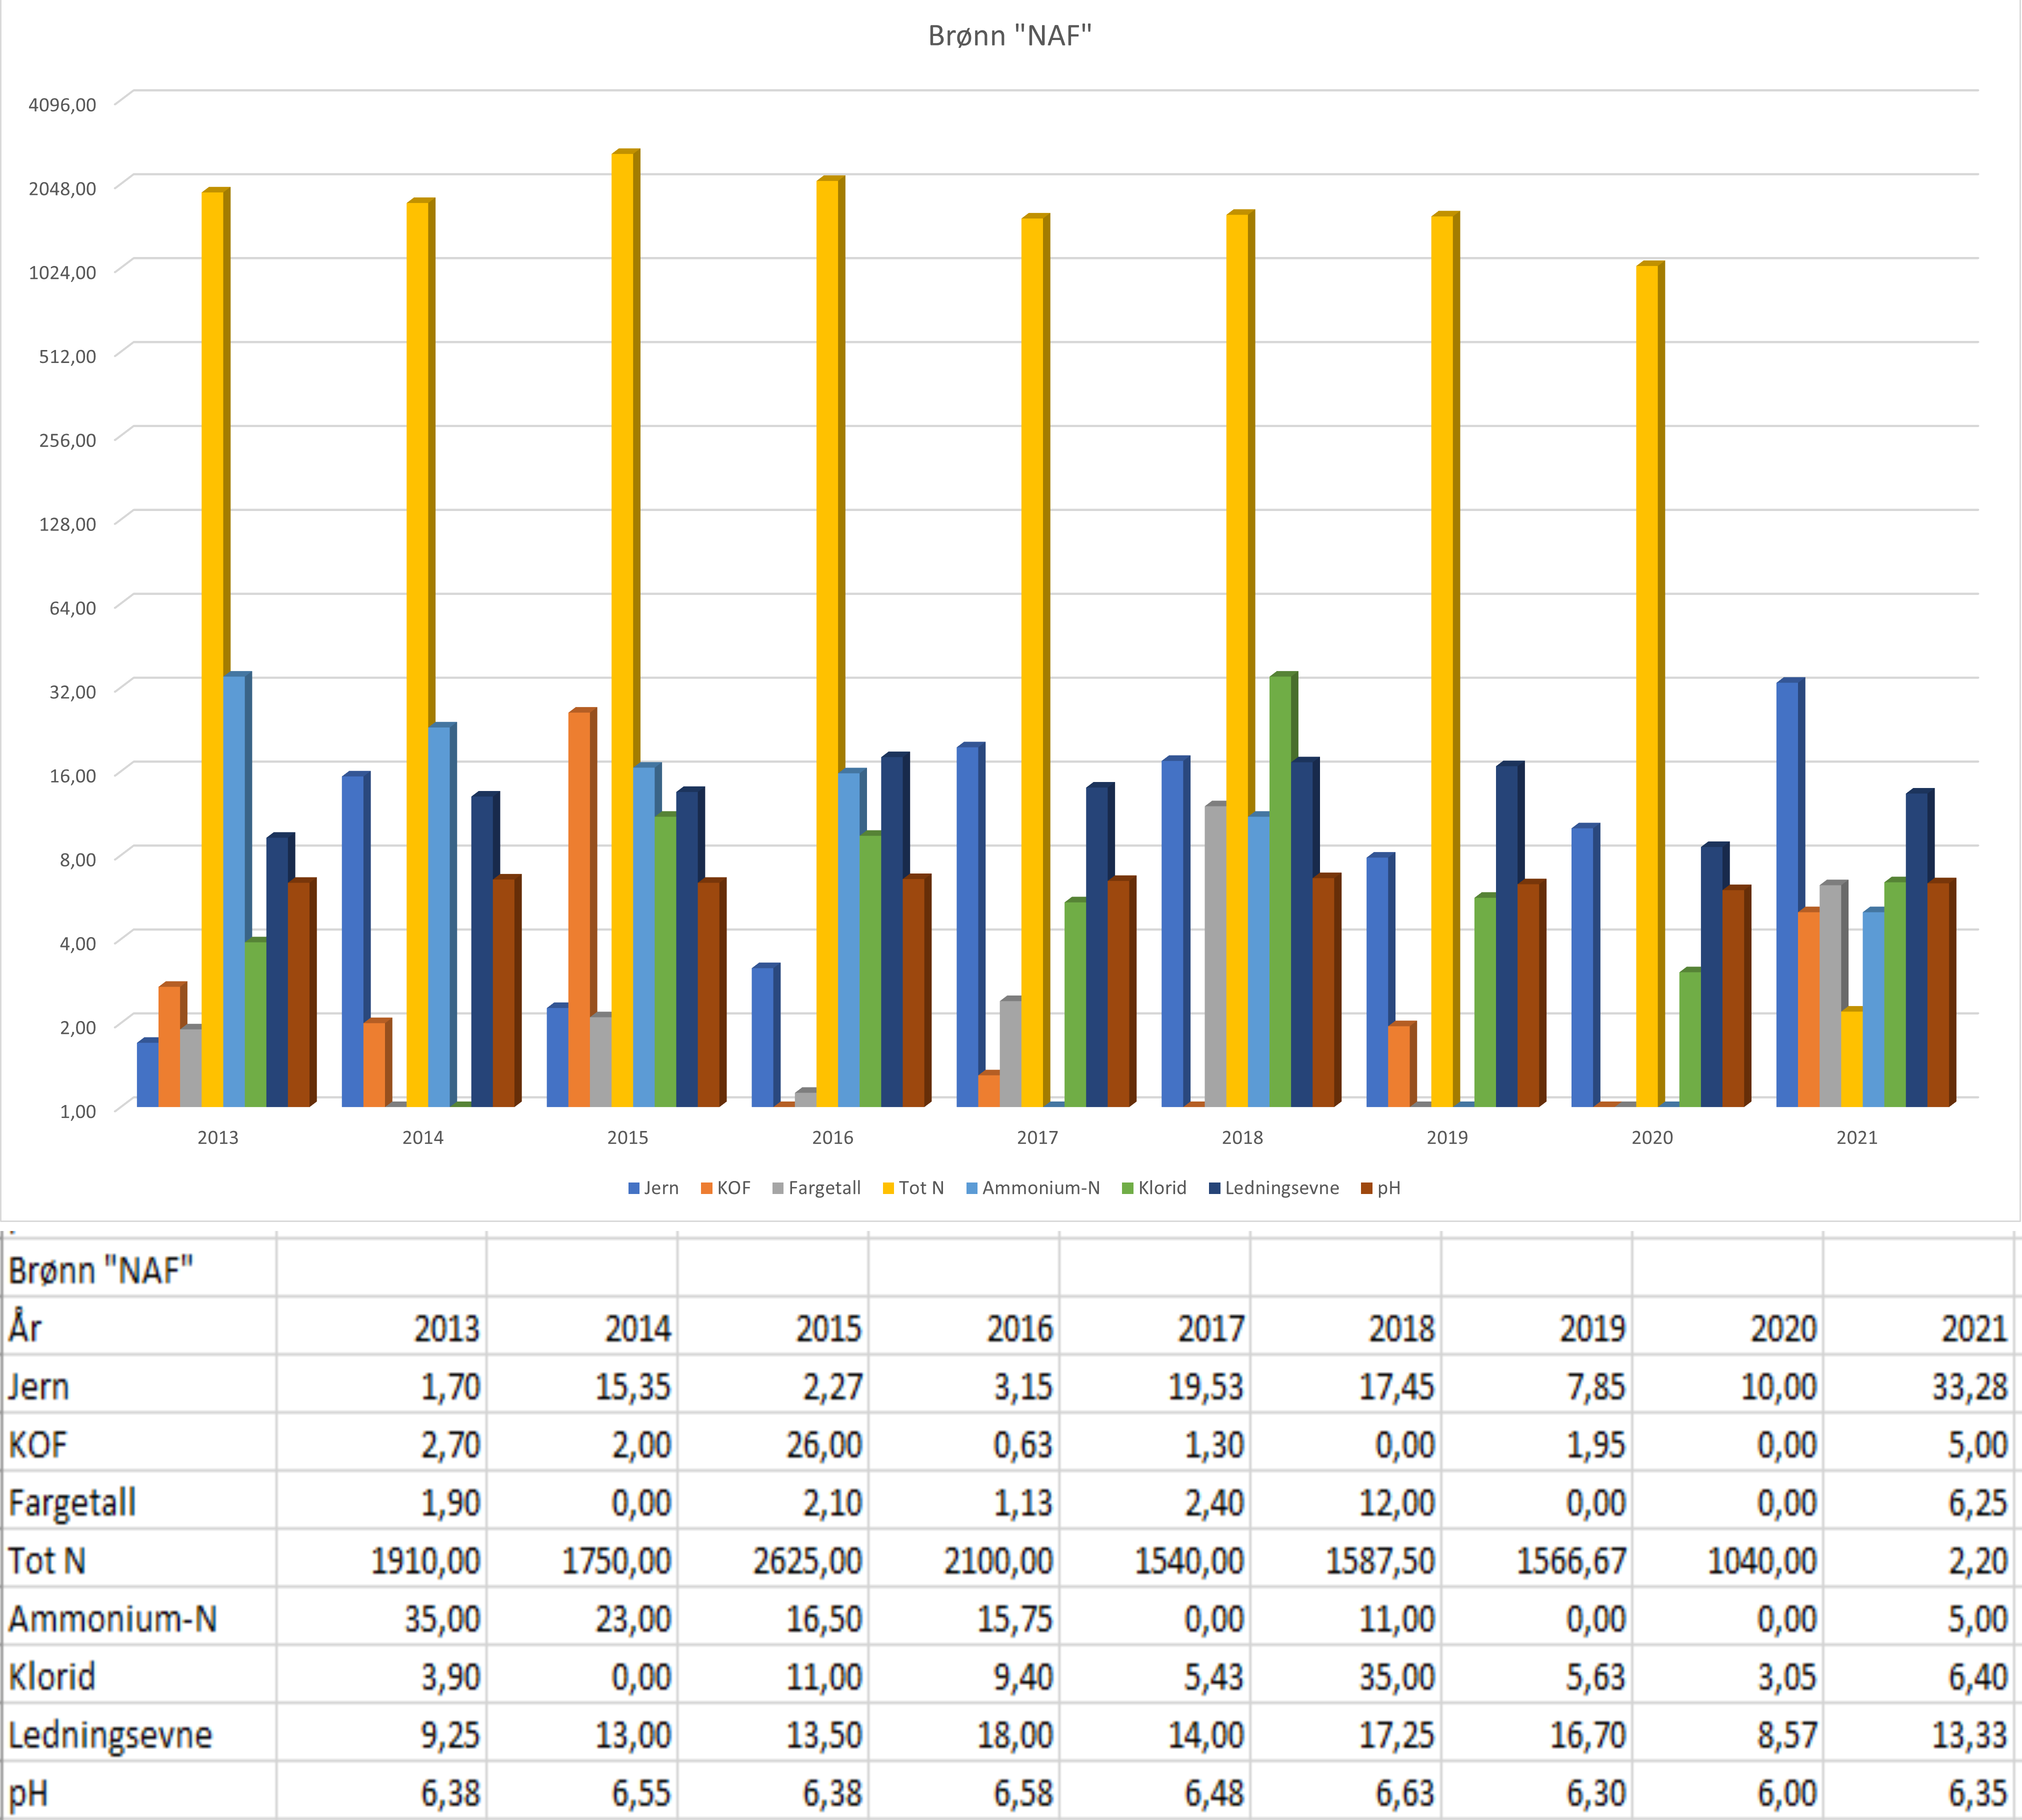 Brønn "NAF"
4096,00
2048,00
1024,00
512,00
256,00
128,00
64,00
32,00
16,00
8,00
4,00
2,00
1,00
2013 2014 2015 2016 2017 2018 2019 2020 2021
Jern KOF Fargetall Tot N Ammonium-N Klorid Ledningsevne pH
Brønn "NAF"
År 2013 2014 2015 2016 2017 2018 2019 2020 2021
Jern 1,70 15,35 2,27 3,15 19,53 17,45 7,85 10,00 33,28
KOF 2,70 2,00 26,00 0,63 1,30 0,00 1,95 0,00 5,00
Fargetall 1,90 0,00 2,10 1,13 2,40 12,00 0,00 0,00 6,25
Tot N 1910,00 1750,00 2625,00 2100,00 1540,00 1587,50 1566,67 1040,00 2,20
Ammonium-N 35,00 23,00 16,50 15,75 0,00 11,00 0,00 0,00 5,00
Klorid 3,90 0,00 11,00 9,40 5,43 35,00 5,63 3,05 6,40
Ledningsevne 9,25 13,00 13,50 18,00 14,00 17,25 16,70 8,57 13,33
pH 6,38 6,55 6,38 6,58 6,48 6,63 6,30 6,00 6,35